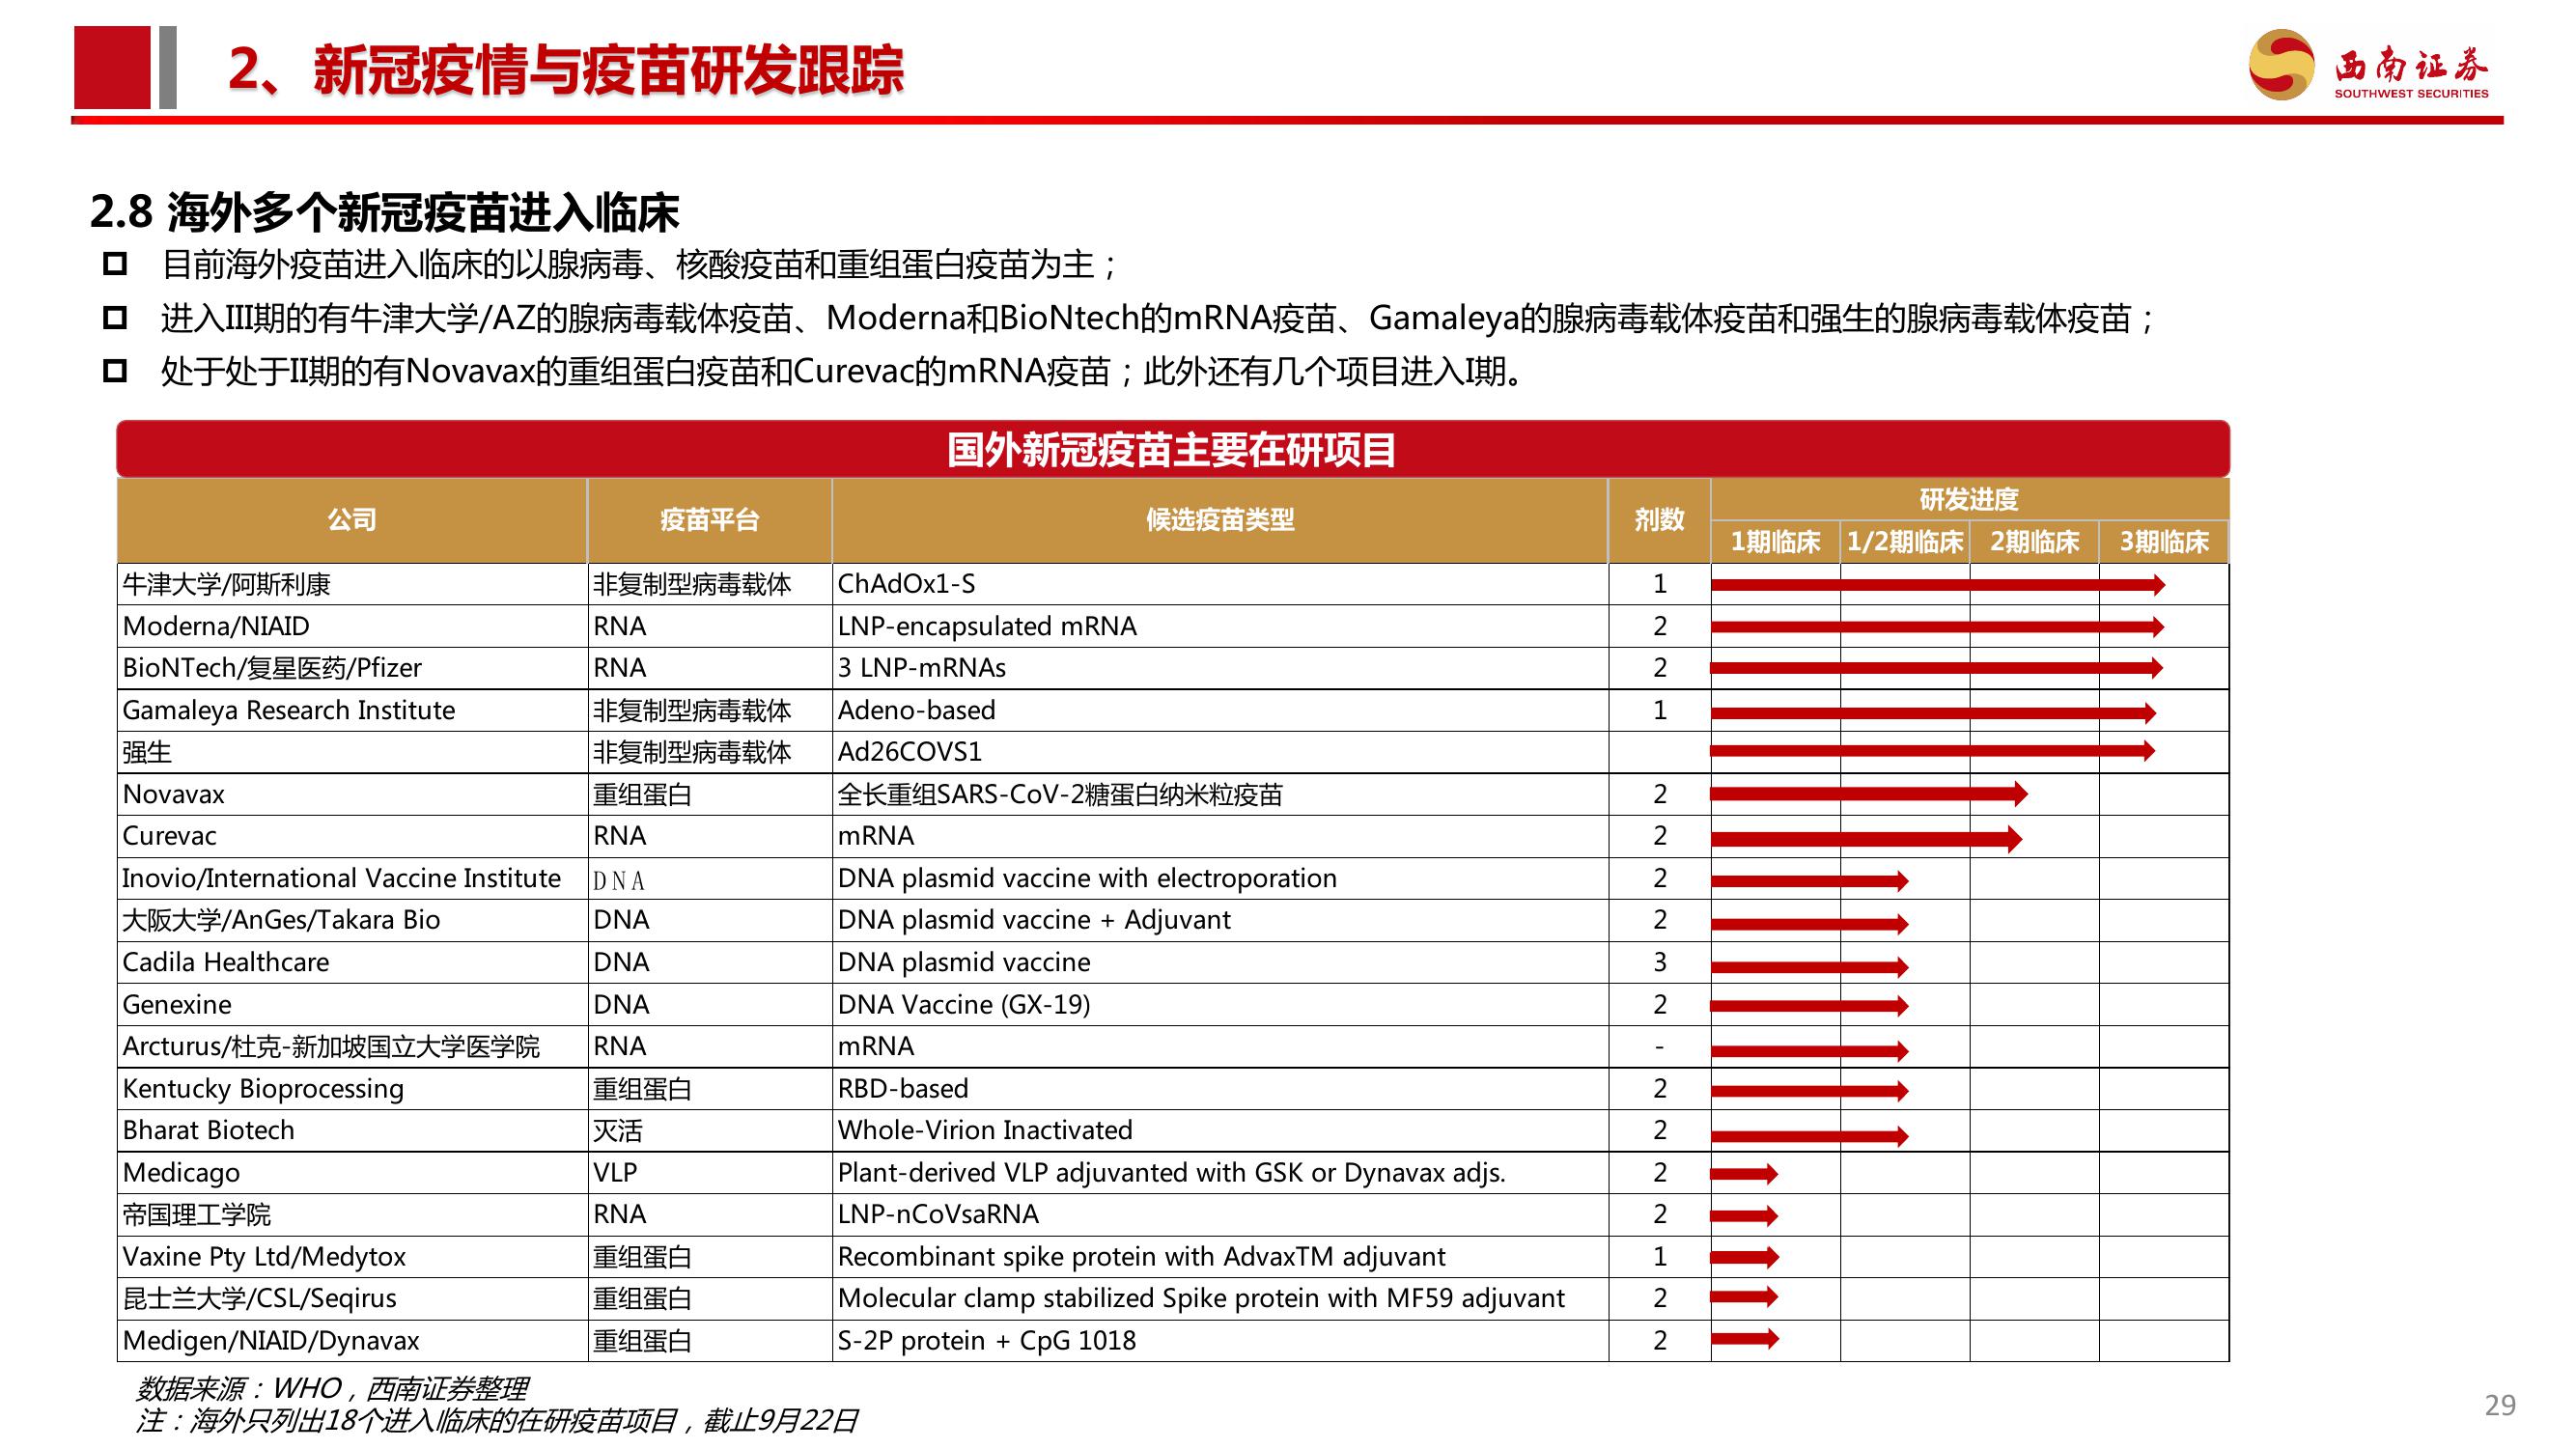 2、新冠疫情与疫苗研发跟踪
西南证券
SOUTHWEST SECURITIES
2.8 海外多个新冠疫苗进入临床
目前海外疫苗进入临床的以腺病毒、核酸疫苗和重组蛋白疫苗为主；
进入III期的有牛津大学/AZ的腺病毒载体疫苗、Moderna和BioNtech的mRNA疫苗、Gamaleya的腺病毒载体疫苗和强生的腺病毒载体疫苗；
处于处于II期的有Novavax的重组蛋白疫苗和Curevac的mRNA疫苗；此外还有几个项目进入I期。
国外新冠疫苗主要在研项目
公司 疫苗平台 候选疫苗类型 剂数 研发进度
1期临床 1/2期临床 2期临床 3期临床
牛津大学/阿斯利康 非复制型病毒载体 ChAdOx1-S 1
Moderna/NIAID RNA LNP-encapsulated mRNA 2
BioNTech/复星医药/Pfizer RNA 3 LNP-mRNAs 2
Gamaleya Research Institute 非复制型病毒载体 Adeno-based 1
强生 非复制型病毒载体 Ad26COVS1
Novavax 重组蛋白 全长重组SARS-CoV-2糖蛋白纳米粒疫苗 2
Curevac RNA mRNA 2
Inovio/International Vaccine Institute DNA DNA plasmid vaccine with electroporation 2
大阪大学/AnGes/Takara Bio DNA DNA plasmid vaccine + Adjuvant 2
Cadila Healthcare DNA DNA plasmid vaccine 3
Genexine DNA DNA Vaccine (GX-19) 2
Arcturus/杜克-新加坡国立大学医学院 RNA mRNA -
Kentucky Bioprocessing 重组蛋白 RBD-based 2
Bharat Biotech 灭活 Whole-Virion Inactivated 2
Medicago VLP Plant-derived VLP adjuvanted with GSK or Dynavax adjs. 2
帝国理工学院 RNA LNP-nCoVsaRNA 2
Vaxine Pty Ltd/Medytox 重组蛋白 Recombinant spike protein with AdvaxTM adjuvant 1
昆士兰大学/CSL/Seqirus 重组蛋白 Molecular clamp stabilized Spike protein with MF59 adjuvant 2
Medigen/NIAID/Dynavax 重组蛋白 S-2P protein + CpG 1018 2
数据来源：WHO，西南证券整理
注：海外只列出18个进入临床的在研疫苗项目，截止9月22日
29